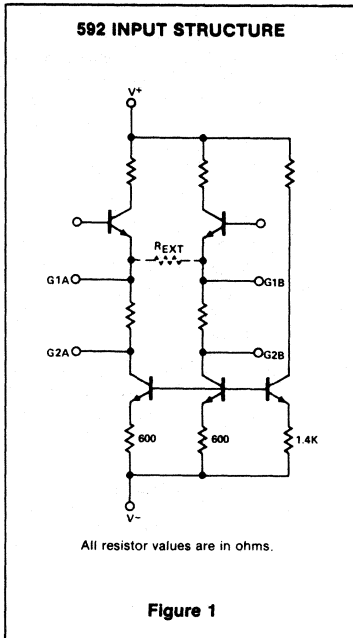 592 INPUT STRUCTURE
V+
REXT
G1A
G1B
G2A
G2B
600
600
1.4K
V-
All resistor values are in ohms.
Figure 1